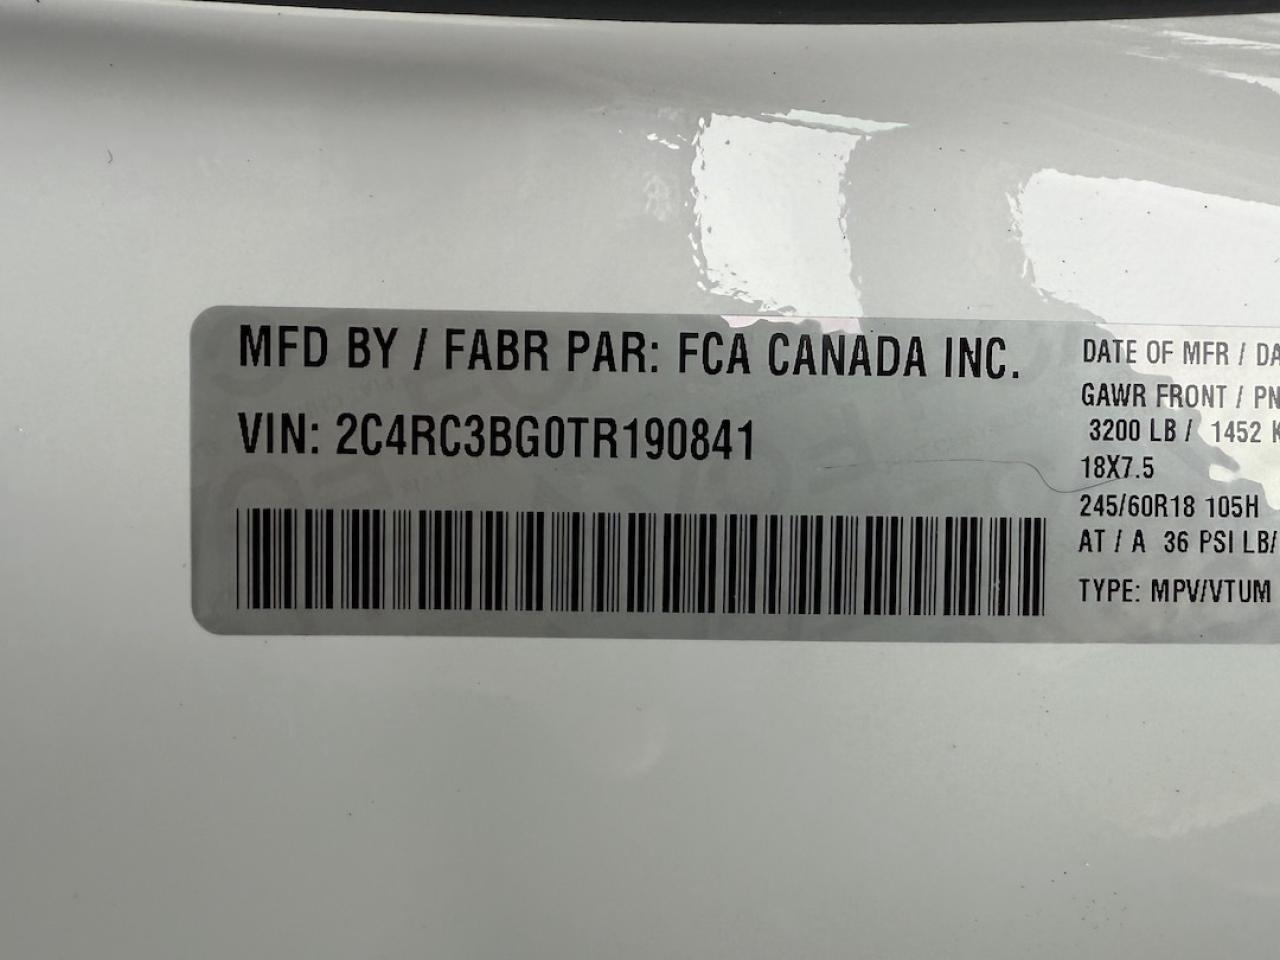 MFD BY / FABR PAR: FCA CANADA INC.
VIN: 2C4RC3BG0TR190841
DATE OF MFR / DA
GAWR FRONT / PN
3200 LB / 1452 K
18X7.5
245/60R18 105H
AT / A 36 PSI LB/
TYPE: MPV/VTUM